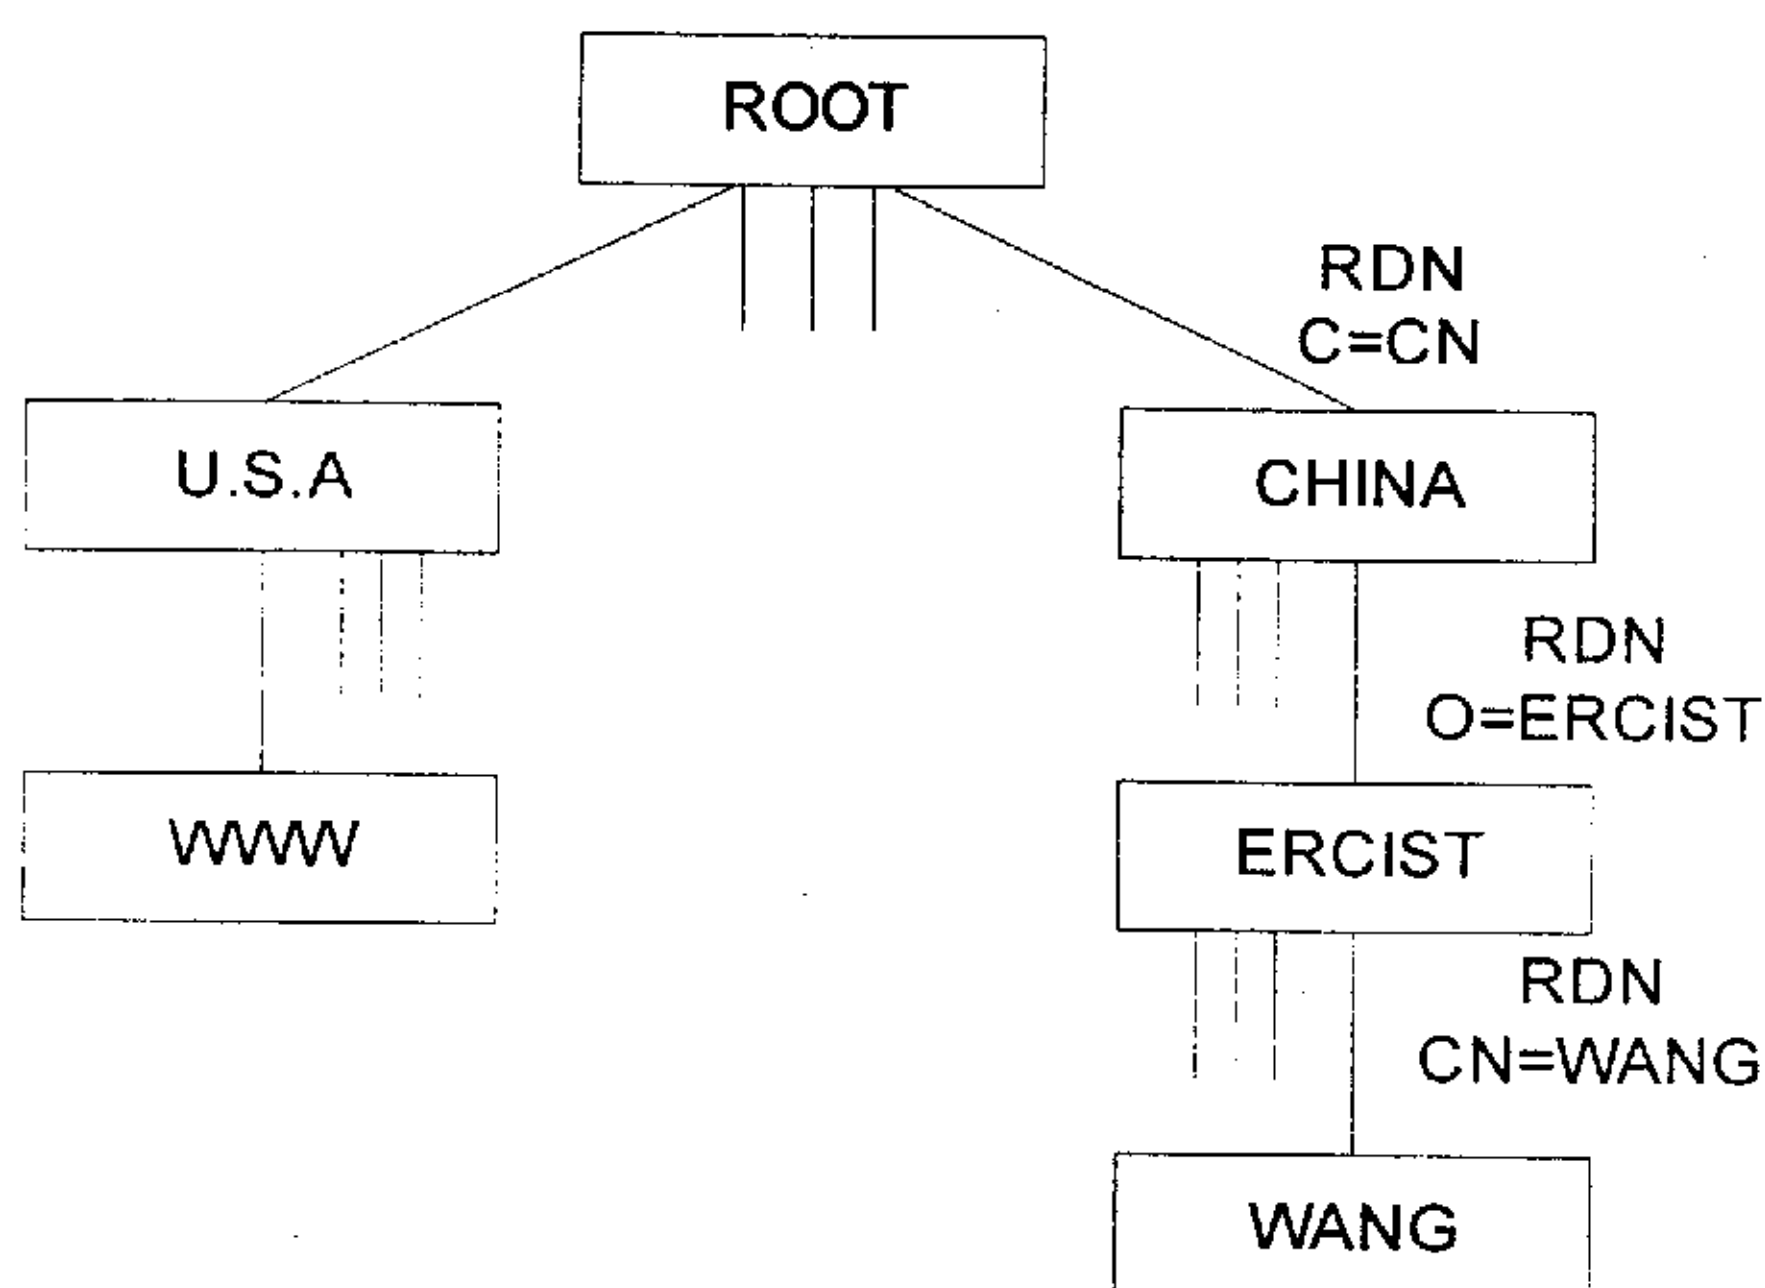 ROOT
RDN
C=CN
U.S.A
CHINA
RDN
O=ERCIST
WWW
ERCIST
RDN
CN=WANG
WANG